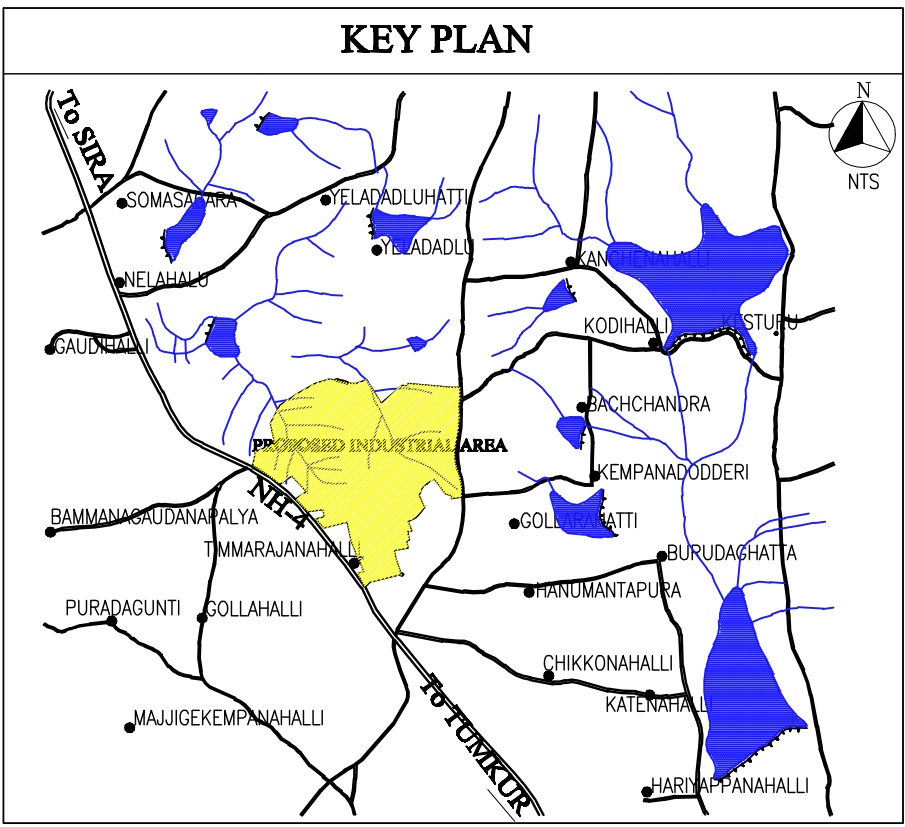 KEY PLAN
N
NTS
To SIRA
SOMASAGARA
YELADADLUHATTI
YELADADLU
NELAHALU
KANCHENAHALLI
KODIHALLI
KESTURU
GAUDIHALLI
BACHCHANDRA
PROPOSED INDUSTRIAL AREA
KEMPANADODDERI
NH-4
BAMMANAGAUDANAPALYA
GOLLARAHATTI
TIMMARAJANAHALLI
BURUDAGHATTA
HANUMANTAPURA
PURADAGUNTI
GOLLAHALLI
CHIKKONAHALLI
KATENAHALLI
To TUMKUR
MAJJIGEKEMPANAHALLI
HARIYAPPANAHALLI